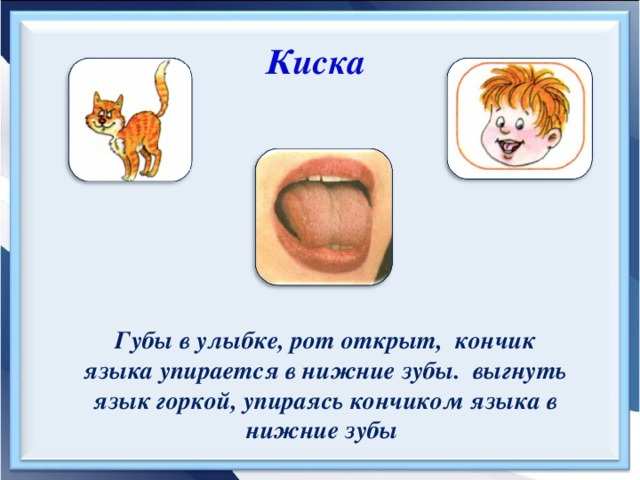 Киска
Губы в улыбке, рот открыт, кончик
языка упирается в нижние зубы. выгнуть
язык горкой, упираясь кончиком языка в
нижние зубы